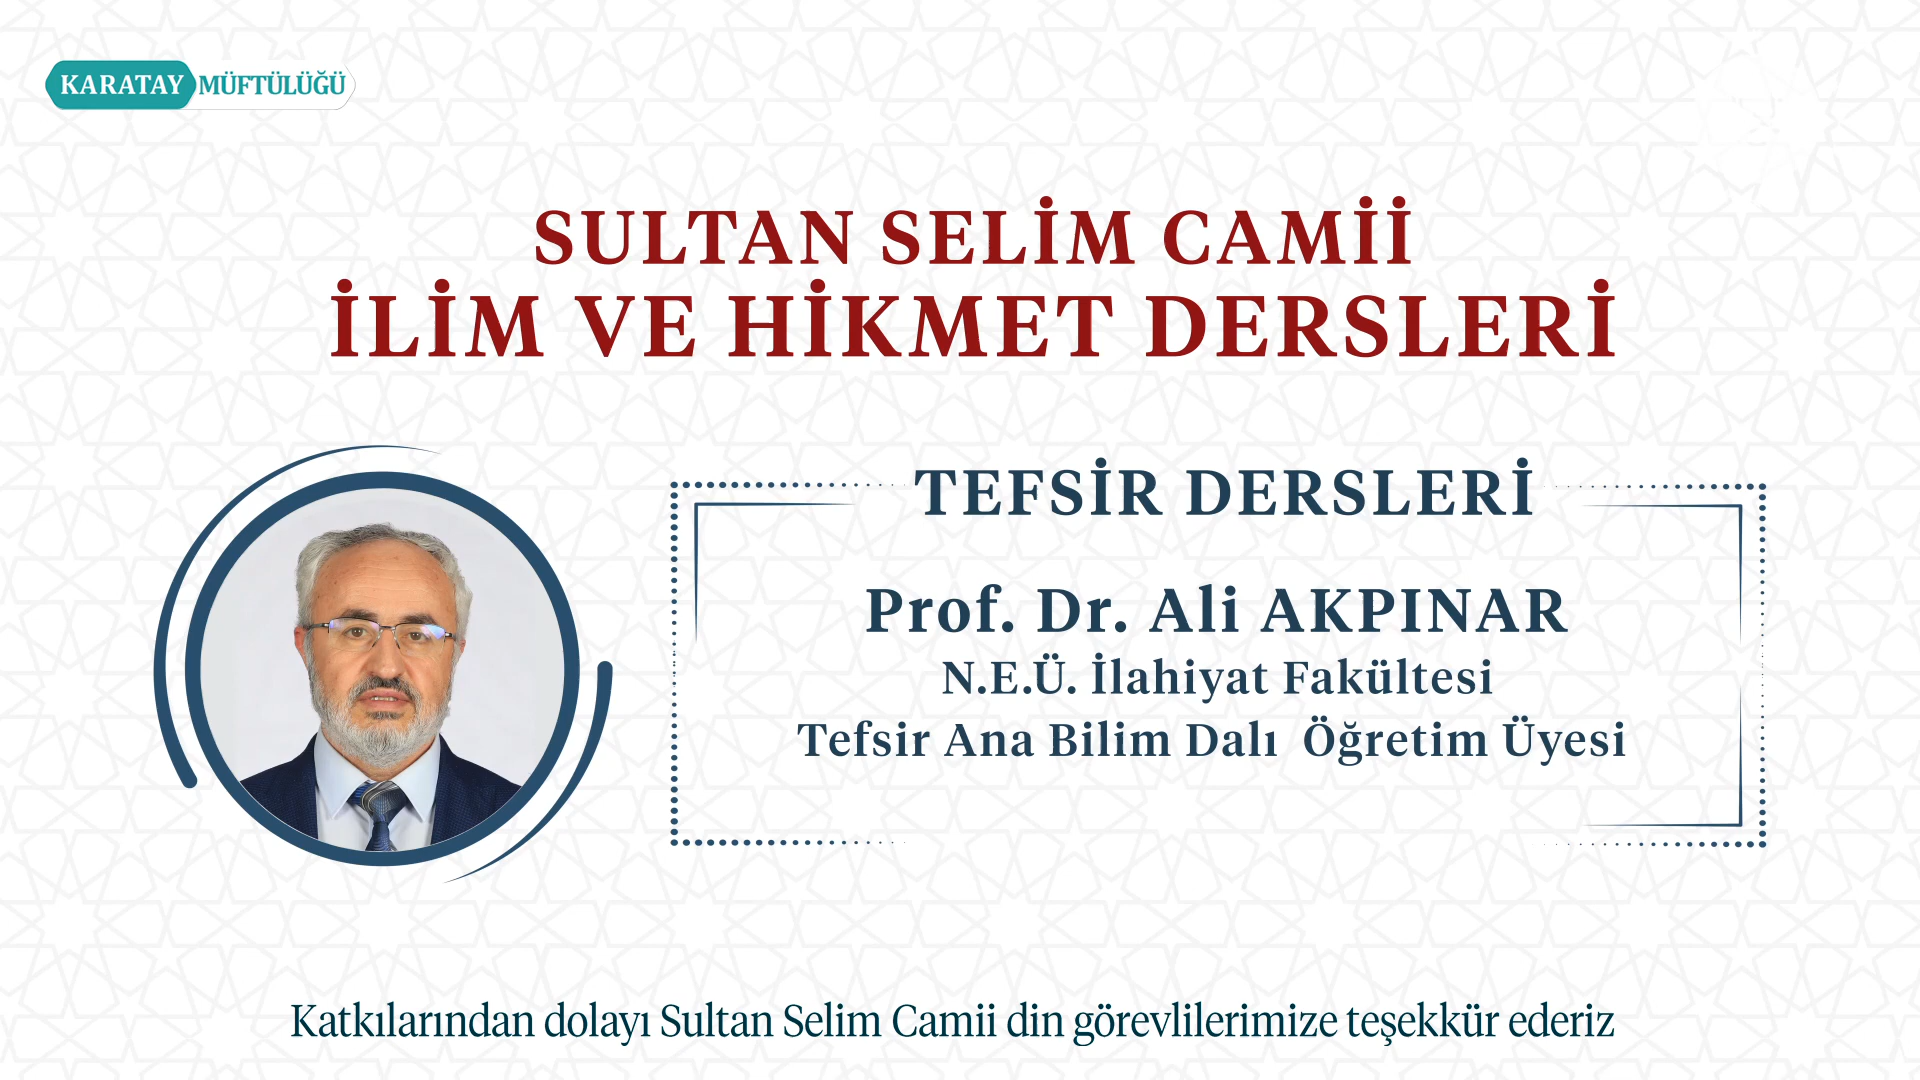 KARATAY MÜFTÜLÜĞÜ
SULTAN SELİM CAMİİ
İLİM VE HİKMET DERSLERİ
TEFSİR DERSLERİ
Prof. Dr. Ali AKPINAR
N.E.Ü. İlahiyat Fakültesi
Tefsir Ana Bilim Dalı Öğretim Üyesi
Katkılarından dolayı Sultan Selim Camii din görevlilerimize teşekkür ederiz